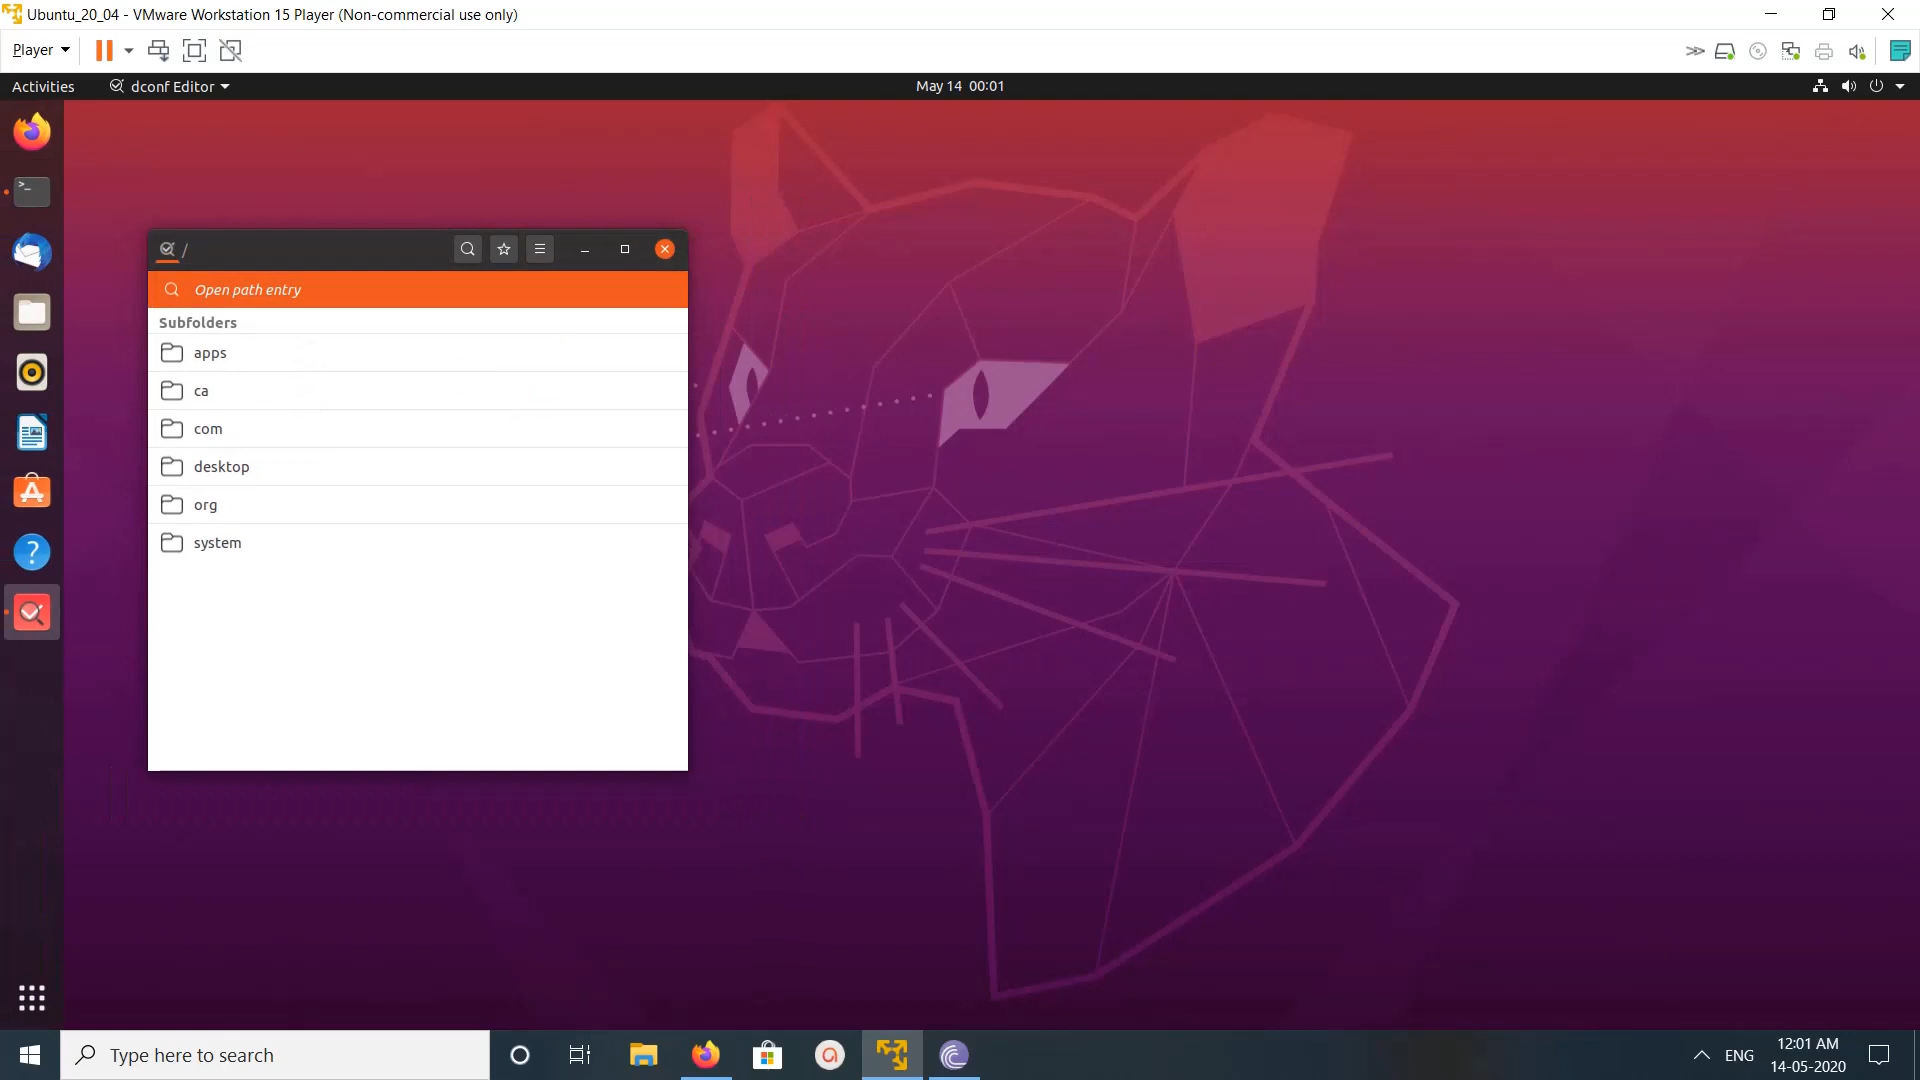 Ubuntu_20_04 - VMware Workstation 15 Player (Non-commercial use only)
Player
Activities
dconf Editor
May 14 00:01
/
Open path entry
Subfolders
apps
ca
com
desktop
org
system
Type here to search
ENG
12:01 AM
14-05-2020